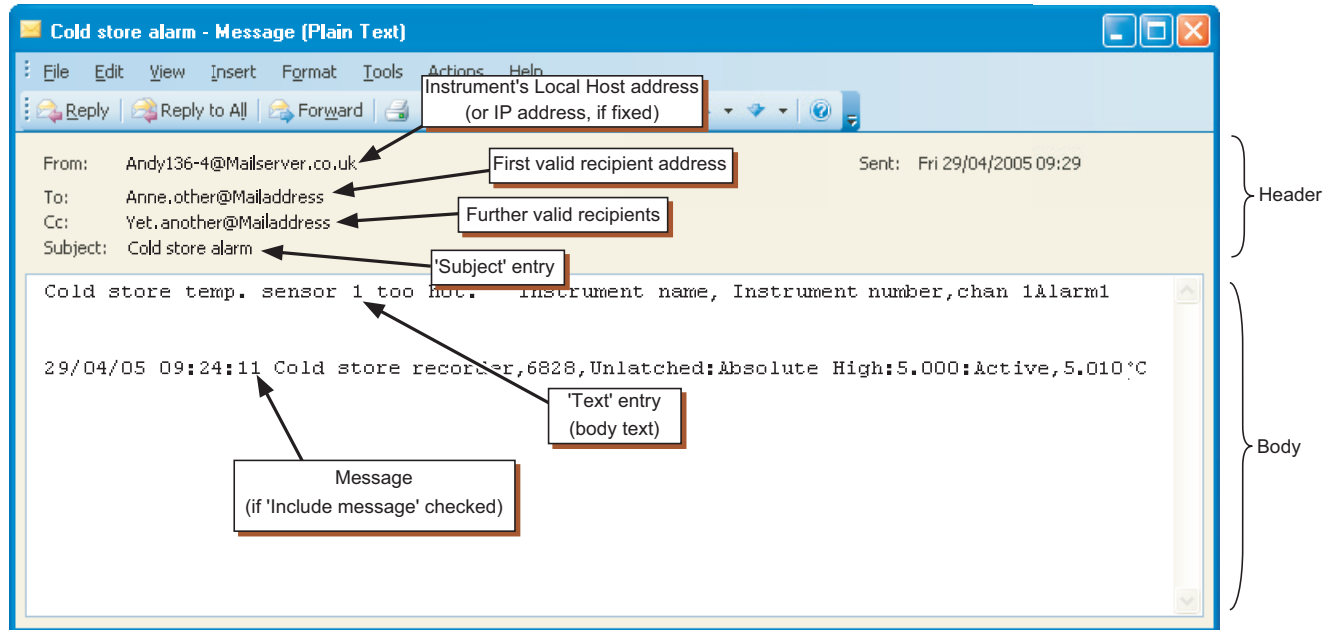 Cold store alarm - Message (Plain Text)
File Edit View Insert Format Tools Actions Help
Reply Reply to All Forward
Instrument's Local Host address
(or IP address, if fixed)
From: Andy136-4@Mailserver.co.uk
Sent: Fri 29/04/2005 09:29
First valid recipient address
To: Anne.other@Mailaddress
Cc: Yet.another@Mailaddress
Further valid recipients
Subject: Cold store alarm
'Subject' entry
Header
Cold store temp. sensor 1 too hot. Instrument name, Instrument number,chan 1Alarm1
29/04/05 09:24:11 Cold store recorder,6828,Unlatched:Absolute High:5.000:Active,5.010°C
'Text' entry
(body text)
Message
(if 'Include message' checked)
Body